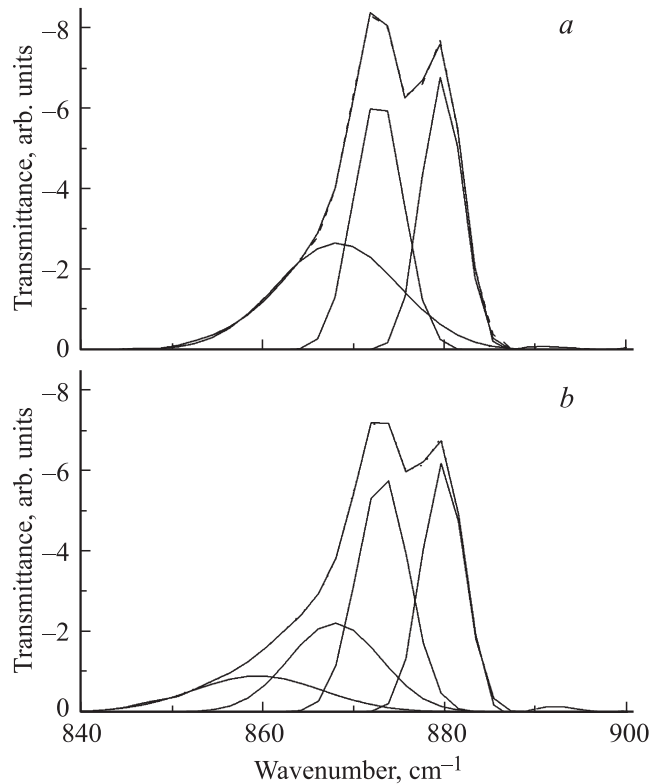 a
Transmittance, arb. units
–8
–6
–4
–2
0
b
Transmittance, arb. units
–8
–6
–4
–2
0
840 860 880 900
Wavenumber, cm–1